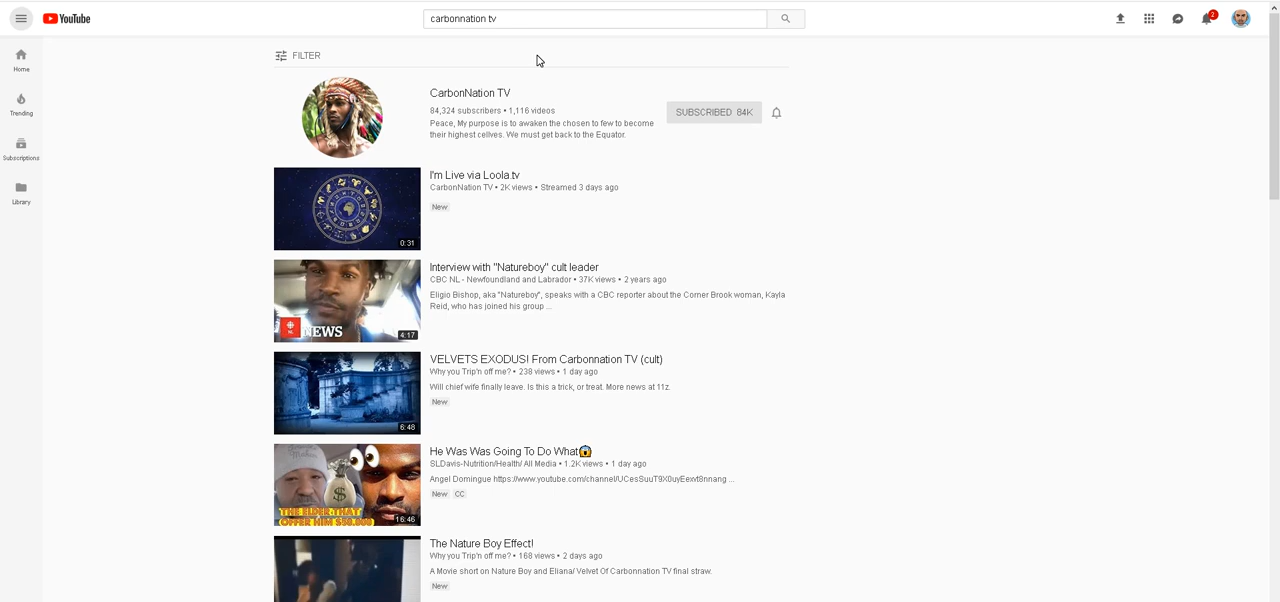 YouTube
carbonnation tv
2
Home
Trending
Subscriptions
Library
FILTER
CarbonNation TV
84,324 subscribers • 1,116 videos
Peace, My purpose is to awaken the chosen to few to become
their highest cellves. We must get back to the Equator.
SUBSCRIBED 84K
I'm Live via Loola.tv
CarbonNation TV • 2K views • Streamed 3 days ago
New
0:31
Interview with "Natureboy" cult leader
CBC NL - Newfoundland and Labrador • 37K views • 2 years ago
Eligio Bishop, aka "Natureboy", speaks with a CBC reporter about the Corner Brook woman, Kayla
Reid, who has joined his group ...
NL
NEWS
4:17
VELVETS EXODUS! From Carbonnation TV (cult)
Why you Trip'n off me? • 238 views • 1 day ago
Will chief wife finally leave. Is this a trick, or treat. More news at 11z.
New
6:48
He Was Was Going To Do What😱
SLDavis-Nutrition/Health/ All Media • 1.2K views • 1 day ago
Angel Domingue https://www.youtube.com/channel/UCesSuuT9X0uyEexvt8nnang ...
New
CC
$
THE ELDER THAT
OFFER HIM $50.000
16:46
The Nature Boy Effect!
Why you Trip'n off me? • 168 views • 2 days ago
A Movie short on Nature Boy and Eliana/ Velvet Of Carbonnation TV final straw.
New